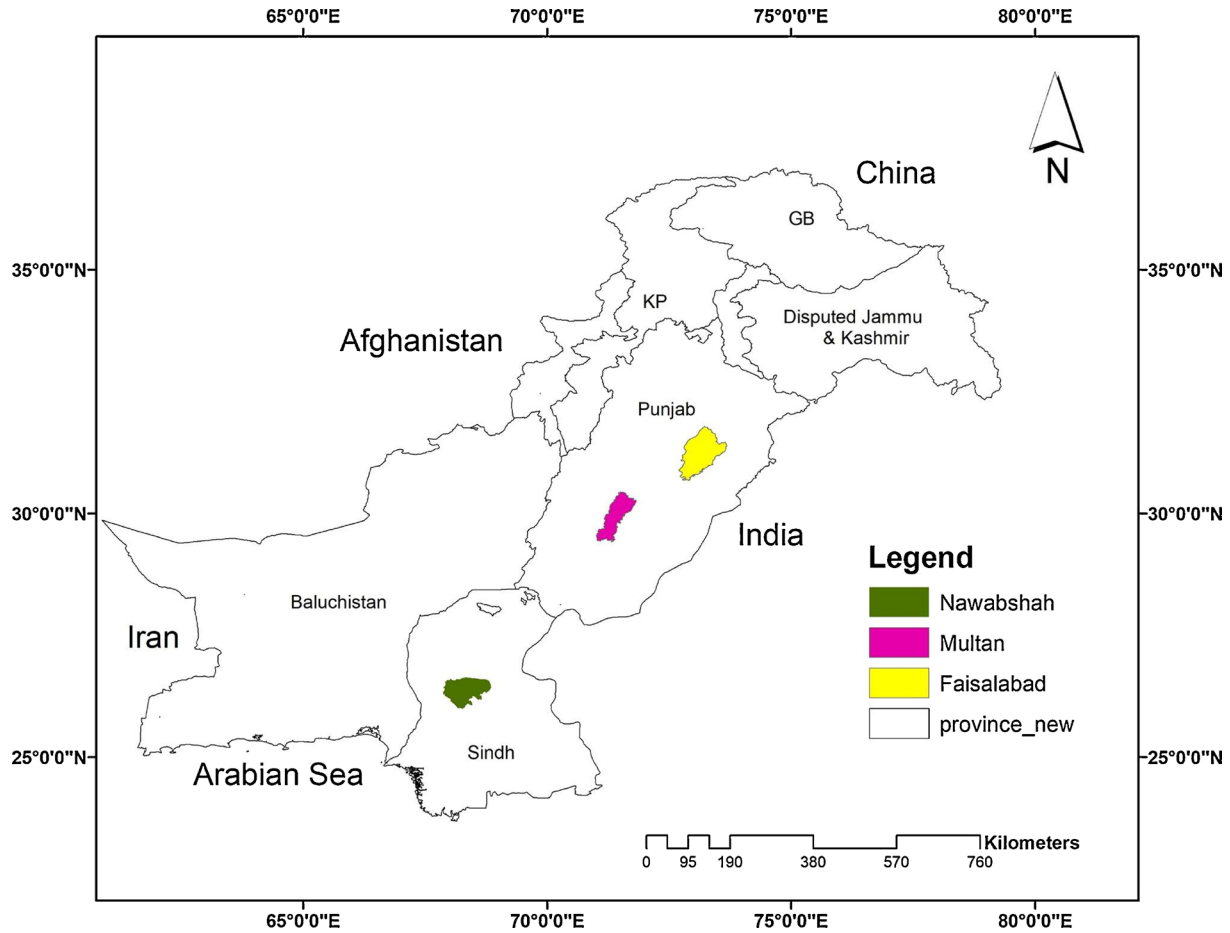 65°0'0"E
70°0'0"E
75°0'0"E
80°0'0"E
N
China
GB
35°0'0"N
35°0'0"N
KP
Disputed Jammu
& Kashmir
Afghanistan
Punjab
30°0'0"N
30°0'0"N
India
Legend
Baluchistan
Nawabshah
Iran
Multan
Faisalabad
province_new
Sindh
25°0'0"N
25°0'0"N
Arabian Sea
Kilometers
0 95 190 380 570 760
65°0'0"E
70°0'0"E
75°0'0"E
80°0'0"E